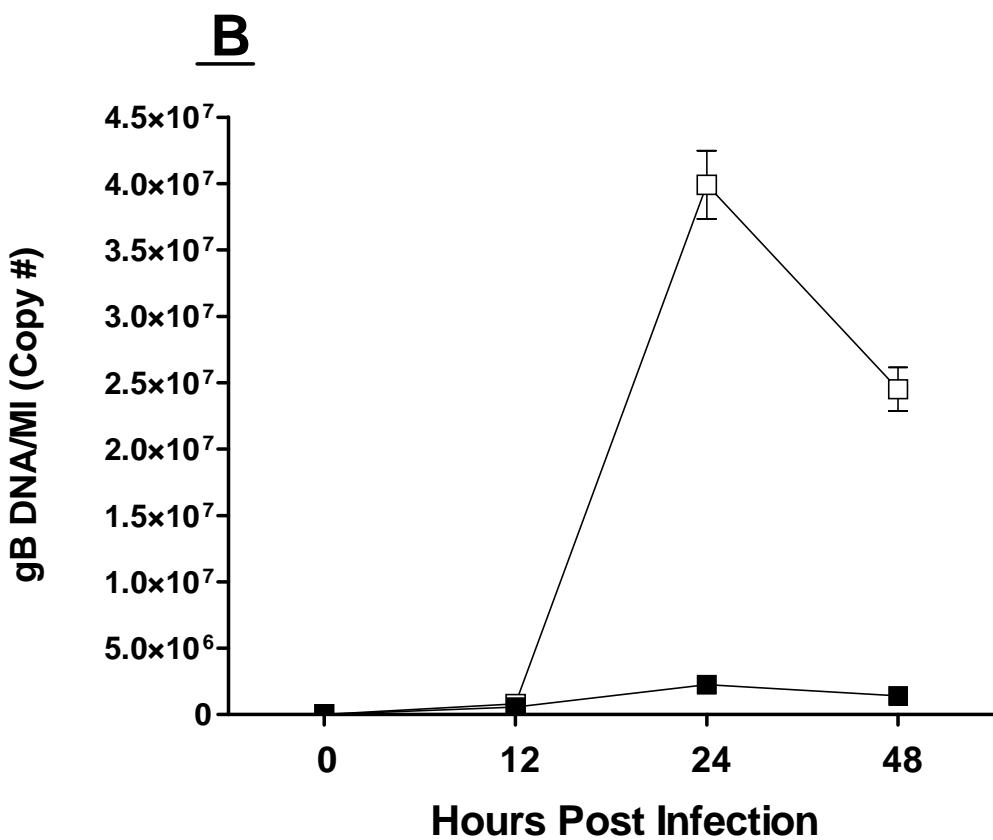 B
4.5×10⁷
4.0×10⁷
3.5×10⁷
3.0×10⁷
2.5×10⁷
2.0×10⁷
1.5×10⁷
1.0×10⁷
5.0×10⁶
0
gB DNA/Ml (Copy #)
0 12 24 48
Hours Post Infection